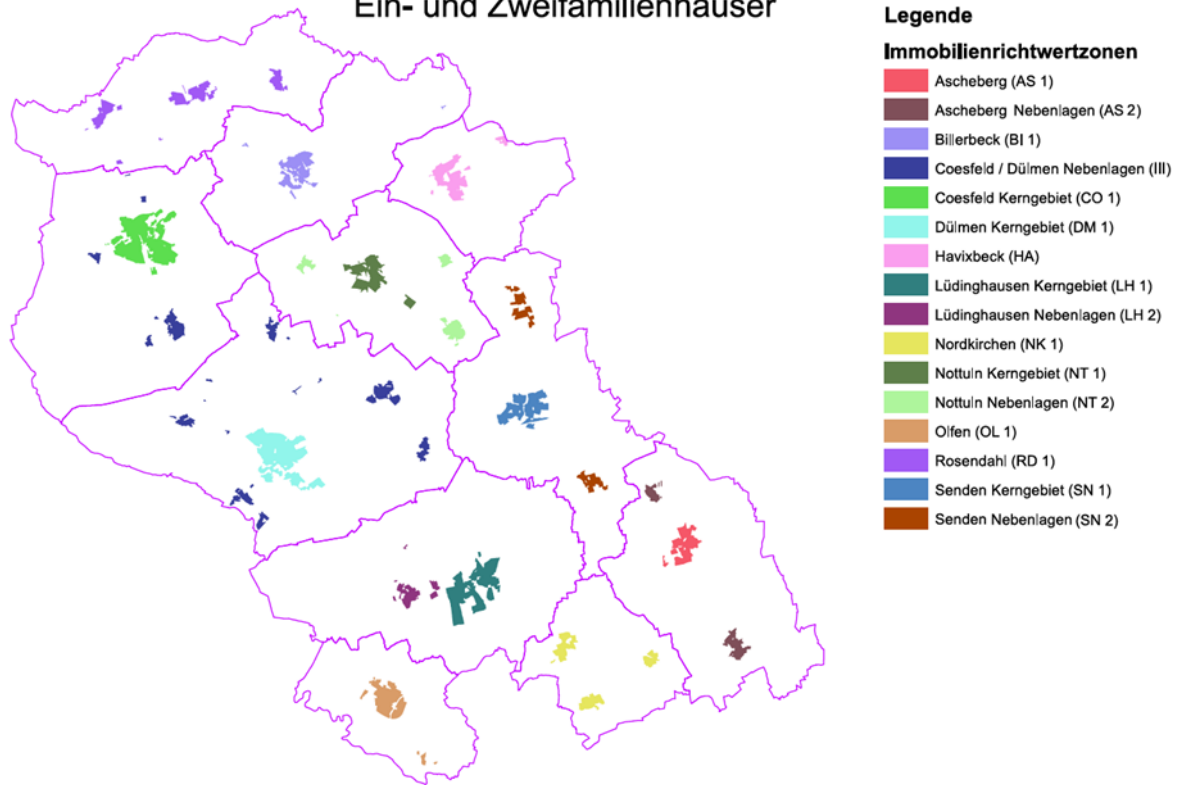 Ein- und Zweifamilienhäuser
Legende
Immobilienrichtwertzonen
Ascheberg (AS 1)
Ascheberg Nebenlagen (AS 2)
Billerbeck (BI 1)
Coesfeld / Dülmen Nebenlagen (III)
Coesfeld Kerngebiet (CO 1)
Dülmen Kerngebiet (DM 1)
Havixbeck (HA)
Lüdinghausen Kerngebiet (LH 1)
Lüdinghausen Nebenlagen (LH 2)
Nordkirchen (NK 1)
Nottuln Kerngebiet (NT 1)
Nottuln Nebenlagen (NT 2)
Olfen (OL 1)
Rosendahl (RD 1)
Senden Kerngebiet (SN 1)
Senden Nebenlagen (SN 2)